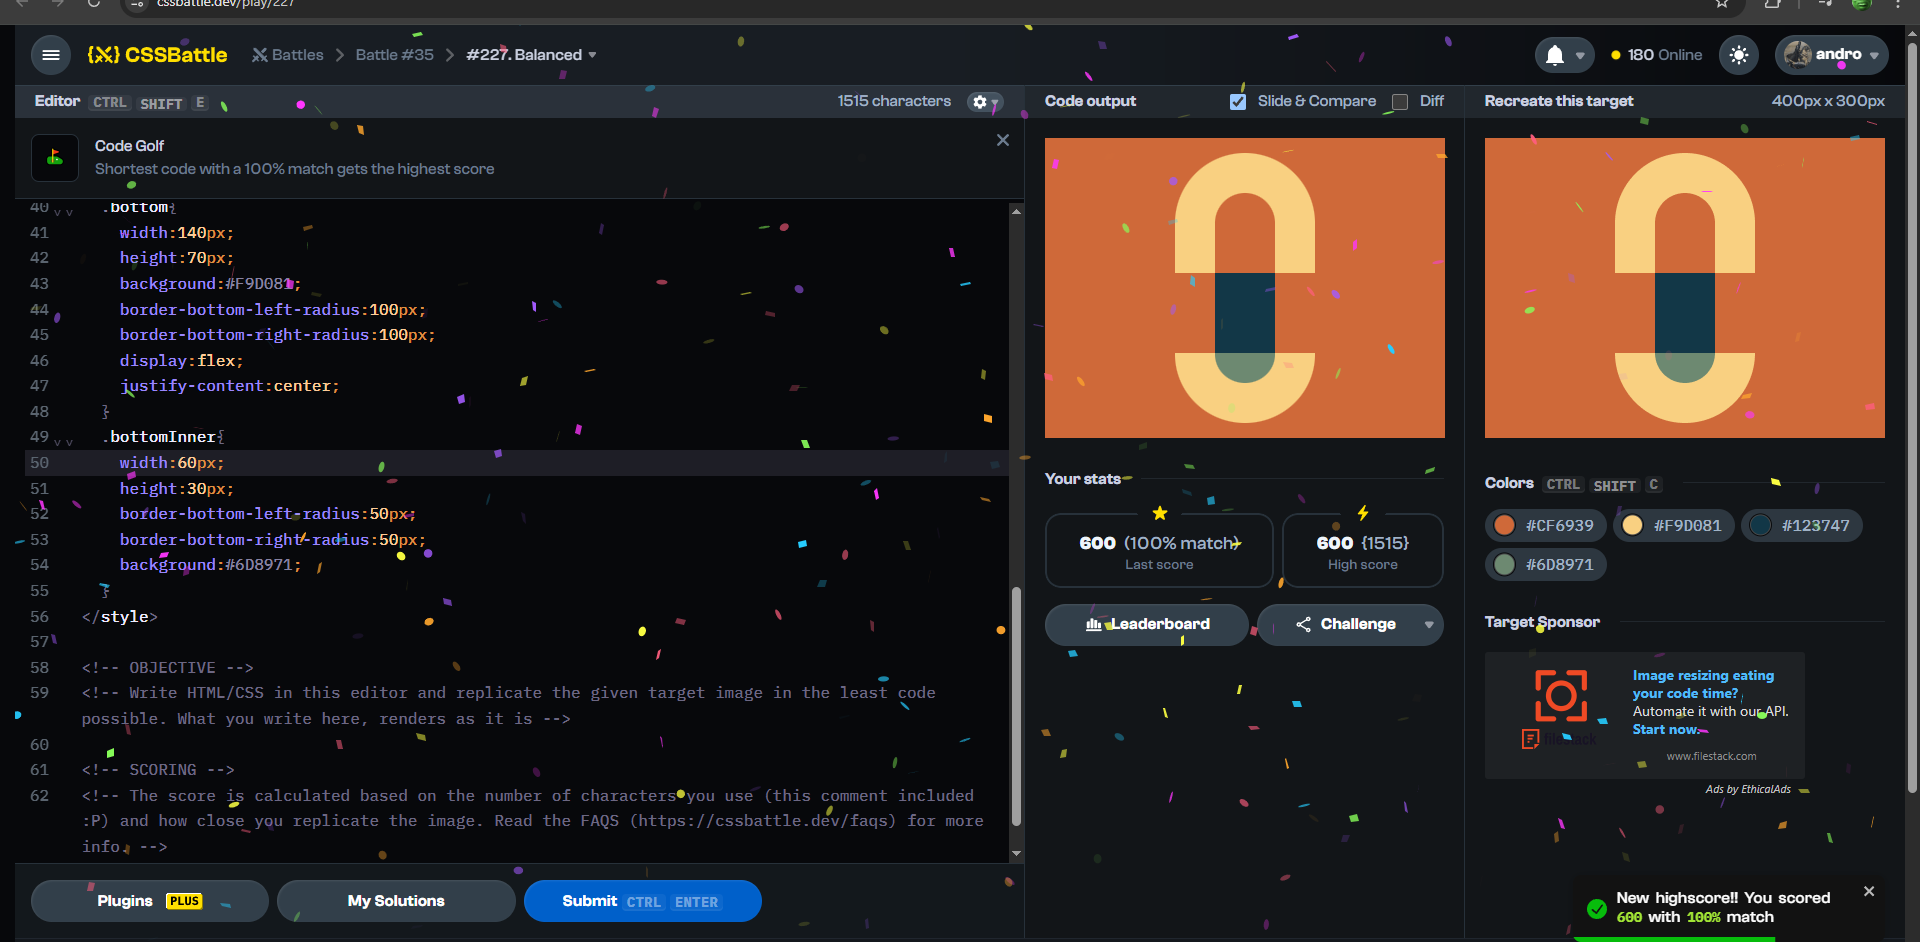 cssbattle.dev/play/227
CSSBattle
Battles
Battle #35
#227. Balanced
180 Online
andro
Editor CTRL SHIFT E
1515 characters
Code output
Slide & Compare
Diff
Recreate this target
400px x 300px
Code Golf
Shortest code with a 100% match gets the highest score
40 .bottom{
41 width:140px;
42 height:70px;
43 background:#F9D081;
44 border-bottom-left-radius:100px;
45 border-bottom-right-radius:100px;
46 display:flex;
47 justify-content:center;
48 }
49 .bottomInner{
50 width:60px;
51 height:30px;
52 border-bottom-left-radius:50px;
53 border-bottom-right-radius:50px;
54 background:#6D8971;
55 }
56 </style>
57
58 <!-- OBJECTIVE -->
59 <!-- Write HTML/CSS in this editor and replicate the given target image in the least code
possible. What you write here, renders as it is -->
60
61 <!-- SCORING -->
62 <!-- The score is calculated based on the number of characters you use (this comment included
:P) and how close you replicate the image. Read the FAQS (https://cssbattle.dev/faqs) for more
info. -->
Plugins PLUS
My Solutions
Submit CTRL ENTER
Your stats
600 (100% match)
Last score
600 {1515}
High score
Leaderboard
Challenge
Colors CTRL SHIFT C
#CF6939
#F9D081
#123747
#6D8971
Target Sponsor
filestack
Image resizing eating
your code time?
Automate it with our API.
Start now.
www.filestack.com
Ads by EthicalAds
New highscore!! You scored
600 with 100% match